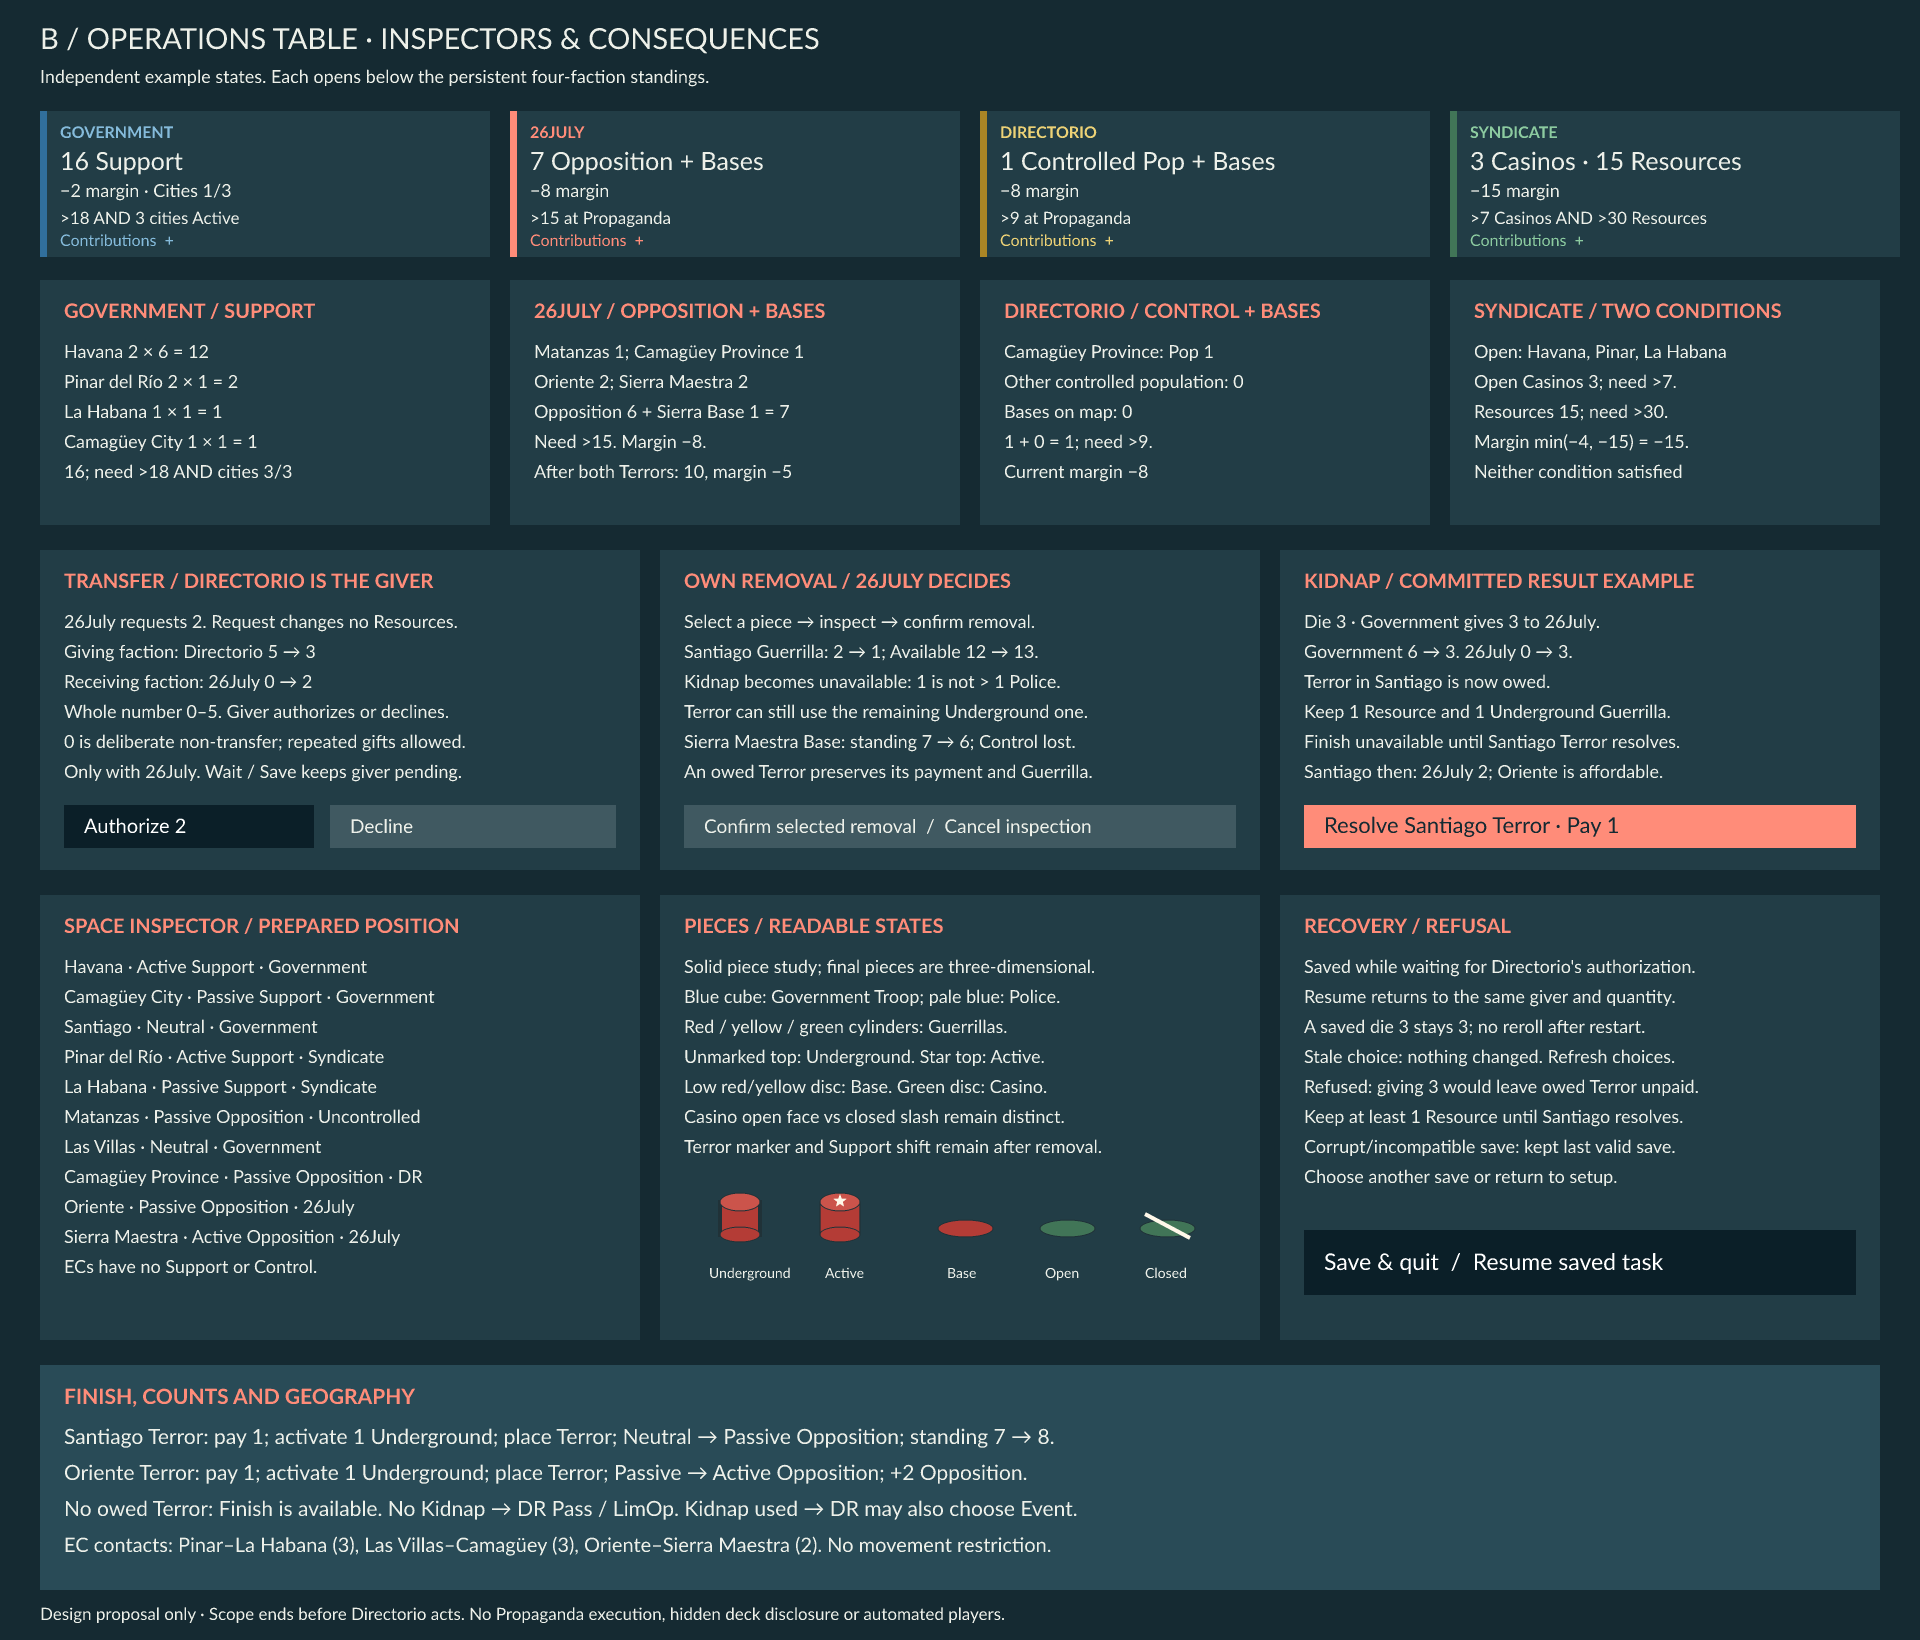 B / OPERATIONS TABLE · INSPECTORS & CONSEQUENCES
Independent example states. Each opens below the persistent four-faction standings.
GOVERNMENT
16 Support
−2 margin · Cities 1/3
>18 AND 3 cities Active
Contributions +
26JULY
7 Opposition + Bases
−8 margin
>15 at Propaganda
Contributions +
DIRECTORIO
1 Controlled Pop + Bases
−8 margin
>9 at Propaganda
Contributions +
SYNDICATE
3 Casinos · 15 Resources
−15 margin
>7 Casinos AND >30 Resources
Contributions +
GOVERNMENT / SUPPORT
Havana 2 × 6 = 12
Pinar del Río 2 × 1 = 2
La Habana 1 × 1 = 1
Camagüey City 1 × 1 = 1
16; need >18 AND cities 3/3
26JULY / OPPOSITION + BASES
Matanzas 1; Camagüey Province 1
Oriente 2; Sierra Maestra 2
Opposition 6 + Sierra Base 1 = 7
Need >15. Margin −8.
After both Terrors: 10, margin −5
DIRECTORIO / CONTROL + BASES
Camagüey Province: Pop 1
Other controlled population: 0
Bases on map: 0
1 + 0 = 1; need >9.
Current margin −8
SYNDICATE / TWO CONDITIONS
Open: Havana, Pinar, La Habana
Open Casinos 3; need >7.
Resources 15; need >30.
Margin min(−4, −15) = −15.
Neither condition satisfied
TRANSFER / DIRECTORIO IS THE GIVER
26July requests 2. Request changes no Resources.
Giving faction: Directorio 5 → 3
Receiving faction: 26July 0 → 2
Whole number 0–5. Giver authorizes or declines.
0 is deliberate non-transfer; repeated gifts allowed.
Only with 26July. Wait / Save keeps giver pending.
Authorize 2
Decline
OWN REMOVAL / 26JULY DECIDES
Select a piece → inspect → confirm removal.
Santiago Guerrilla: 2 → 1; Available 12 → 13.
Kidnap becomes unavailable: 1 is not > 1 Police.
Terror can still use the remaining Underground one.
Sierra Maestra Base: standing 7 → 6; Control lost.
An owed Terror preserves its payment and Guerrilla.
Confirm selected removal / Cancel inspection
KIDNAP / COMMITTED RESULT EXAMPLE
Die 3 · Government gives 3 to 26July.
Government 6 → 3. 26July 0 → 3.
Terror in Santiago is now owed.
Keep 1 Resource and 1 Underground Guerrilla.
Finish unavailable until Santiago Terror resolves.
Santiago then: 26July 2; Oriente is affordable.
Resolve Santiago Terror · Pay 1
SPACE INSPECTOR / PREPARED POSITION
Havana · Active Support · Government
Camagüey City · Passive Support · Government
Santiago · Neutral · Government
Pinar del Río · Active Support · Syndicate
La Habana · Passive Support · Syndicate
Matanzas · Passive Opposition · Uncontrolled
Las Villas · Neutral · Government
Camagüey Province · Passive Opposition · DR
Oriente · Passive Opposition · 26July
Sierra Maestra · Active Opposition · 26July
ECs have no Support or Control.
PIECES / READABLE STATES
Solid piece study; final pieces are three-dimensional.
Blue cube: Government Troop; pale blue: Police.
Red / yellow / green cylinders: Guerrillas.
Unmarked top: Underground. Star top: Active.
Low red/yellow disc: Base. Green disc: Casino.
Casino open face vs closed slash remain distinct.
Terror marker and Support shift remain after removal.
Underground Active Base Open Closed
RECOVERY / REFUSAL
Saved while waiting for Directorio's authorization.
Resume returns to the same giver and quantity.
A saved die 3 stays 3; no reroll after restart.
Stale choice: nothing changed. Refresh choices.
Refused: giving 3 would leave owed Terror unpaid.
Keep at least 1 Resource until Santiago resolves.
Corrupt/incompatible save: kept last valid save.
Choose another save or return to setup.
Save & quit / Resume saved task
FINISH, COUNTS AND GEOGRAPHY
Santiago Terror: pay 1; activate 1 Underground; place Terror; Neutral → Passive Opposition; standing 7 → 8.
Oriente Terror: pay 1; activate 1 Underground; place Terror; Passive → Active Opposition; +2 Opposition.
No owed Terror: Finish is available. No Kidnap → DR Pass / LimOp. Kidnap used → DR may also choose Event.
EC contacts: Pinar–La Habana (3), Las Villas–Camagüey (3), Oriente–Sierra Maestra (2). No movement restriction.
Design proposal only · Scope ends before Directorio acts. No Propaganda execution, hidden deck disclosure or automated players.